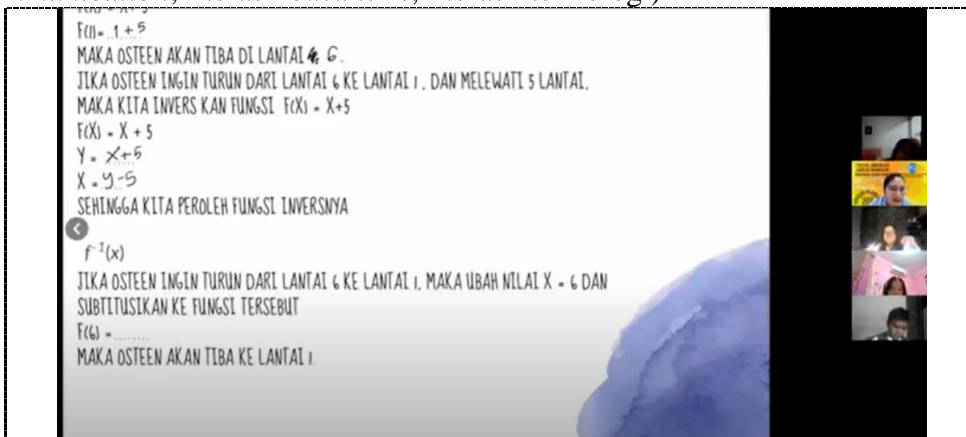 F(1) = 1 + 5
MAKA OSTEEN AKAN TIBA DI LANTAI 6.
JIKA OSTEEN INGIN TURUN DARI LANTAI 6 KE LANTAI 1, DAN MELEWATI 5 LANTAI,
MAKA KITA INVERS KAN FUNGSI F(X) = X+5
F(X) = X + 5
Y = X+5
X = y-5
SEHINGGA KITA PEROLEH FUNGSI INVERSNYA
f⁻¹(x)
JIKA OSTEEN INGIN TURUN DARI LANTAI 6 KE LANTAI 1, MAKA UBAH NILAI X = 6 DAN
SUBTITUSIKAN KE FUNGSI TERSEBUT
F(6) = ........
MAKA OSTEEN AKAN TIBA KE LANTAI 1.